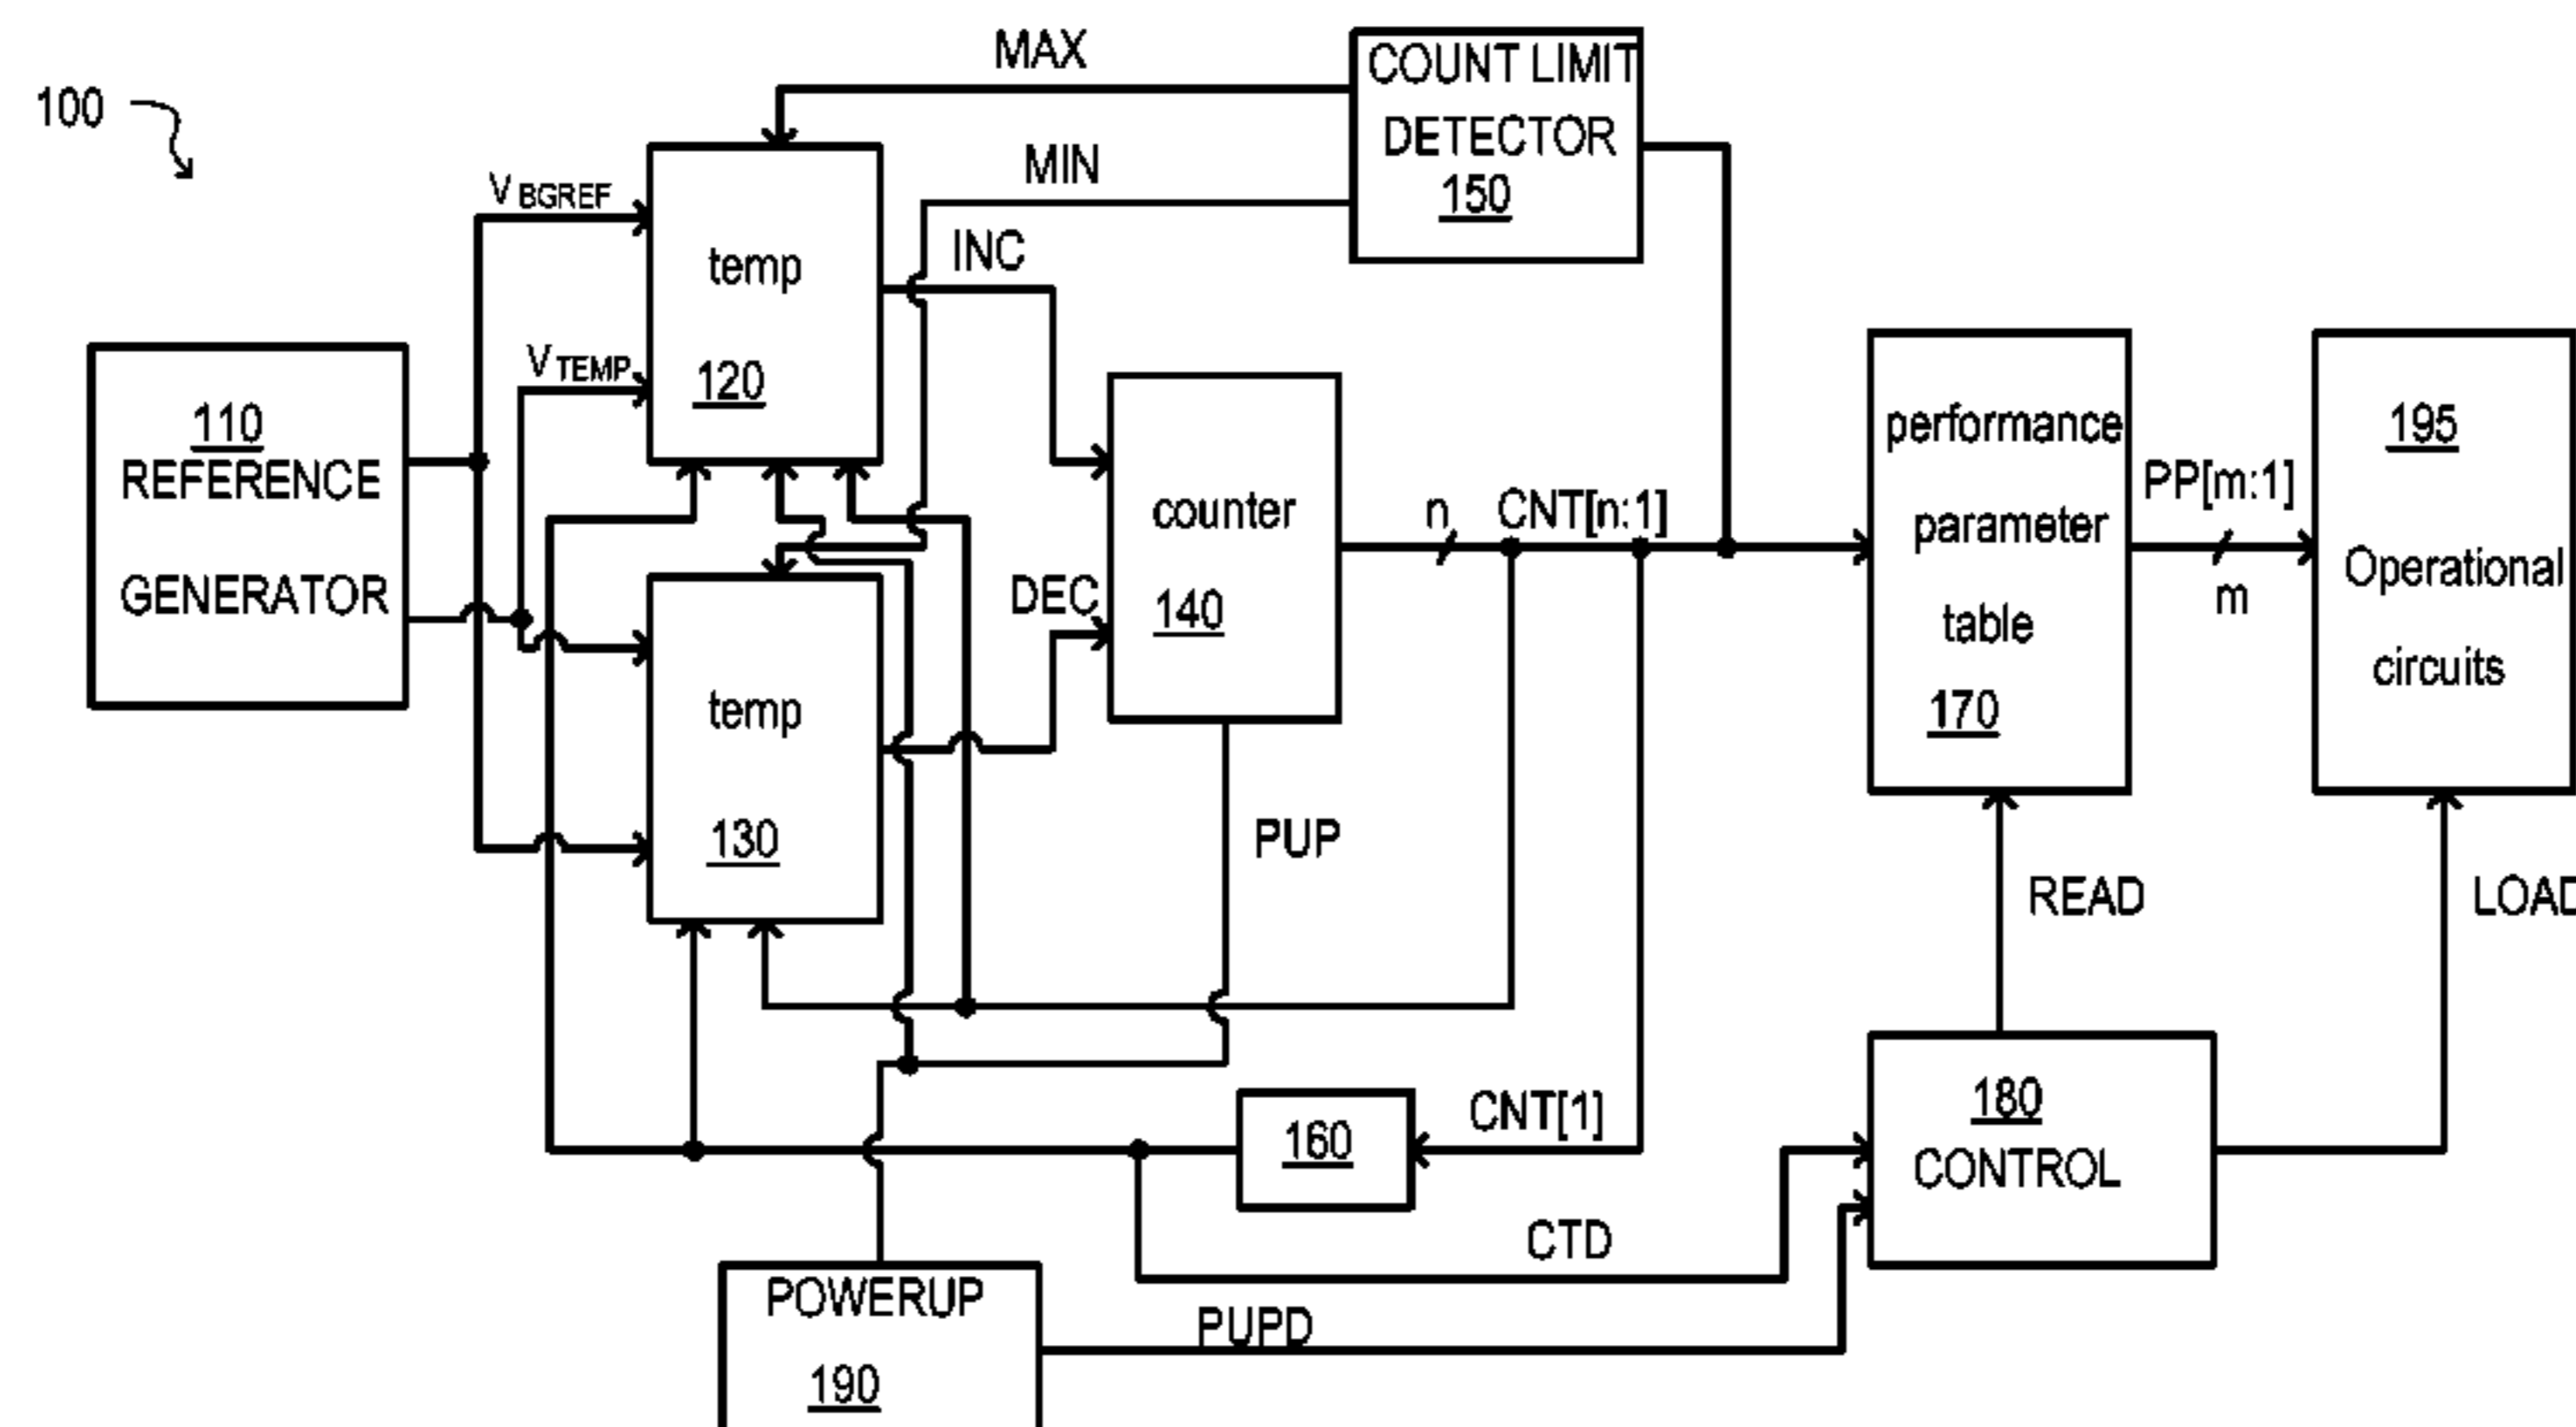 100
MAX
COUNT LIMIT
DETECTOR
150
MIN
V BGREF
INC
temp
120
V TEMP
110
REFERENCE
GENERATOR
counter
140
n
CNT[n:1]
performance
parameter
table
170
PP[m:1]
m
195
Operational
circuits
DEC
temp
130
PUP
READ
LOAD
160
CNT[1]
180
CONTROL
CTD
POWERUP
190
PUPD